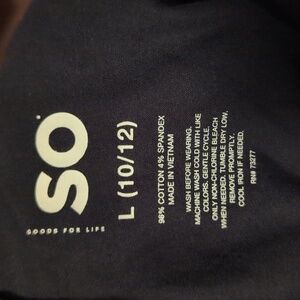 SO
GOODS FOR LIFE
L (10/12)
96% COTTON 4% SPANDEX
MADE IN VIETNAM
WASH BEFORE WEARING.
MACHINE WASH COLD WITH LIKE
COLORS. GENTLE CYCLE.
ONLY NON-CHLORINE BLEACH
WHEN NEEDED. TUMBLE DRY LOW.
REMOVE PROMPTLY.
COOL IRON IF NEEDED.
RN# 73277